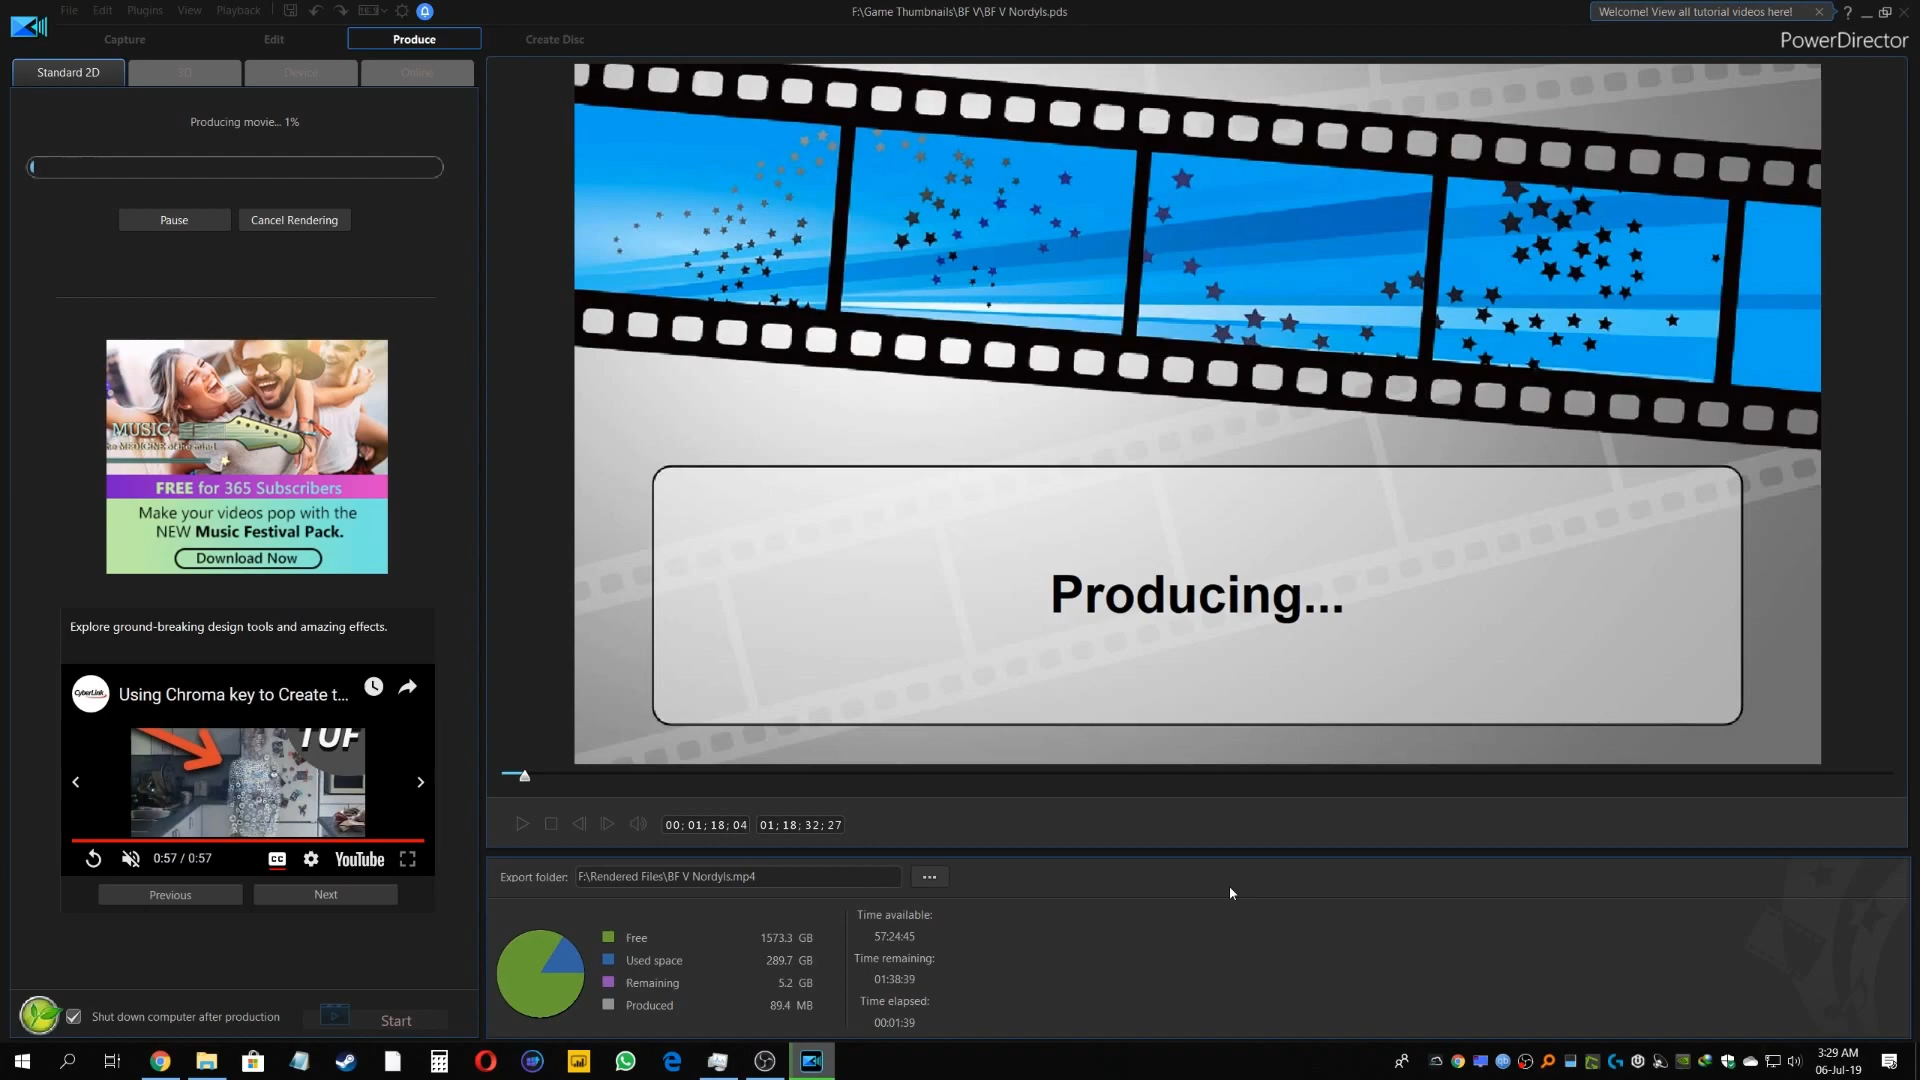 File Edit Plugins View Playback
F:\Game Thumbnails\BF V\BF V Nordyls.pds
Welcome! View all tutorial videos here!
PowerDirector
Capture
Edit
Produce
Create Disc
Standard 2D
3D
Device
Online
Producing movie... 1%
Pause
Cancel Rendering
MUSIC
FREE for 365 Subscribers
Make your videos pop with the
NEW Music Festival Pack.
Download Now
Producing...
Explore ground-breaking design tools and amazing effects.
CyberLink
Using Chroma key to Create t...
0:57 / 0:57
CC
YouTube
Previous
Next
00; 01; 18; 04
01; 18; 32; 27
Export folder:
F:\Rendered Files\BF V Nordyls.mp4
Free 1573.3 GB
Used space 289.7 GB
Remaining 5.2 GB
Produced 89.4 MB
Time available:
57:24:45
Time remaining:
01:38:39
Time elapsed:
00:01:39
Shut down computer after production
Start
3:29 AM
06-Jul-19